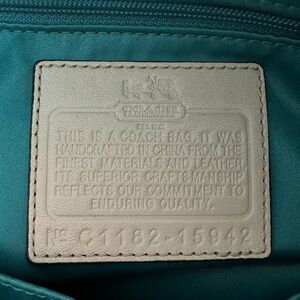 COACH
LEATHERWARE
EST. 1941
THIS IS A COACH BAG. IT WAS
HANDCRAFTED IN CHINA FROM THE
FINEST MATERIALS AND LEATHER.
ITS SUPERIOR CRAFTSMANSHIP
REFLECTS OUR COMMITMENT TO
ENDURING QUALITY.
Nº C1182-15942